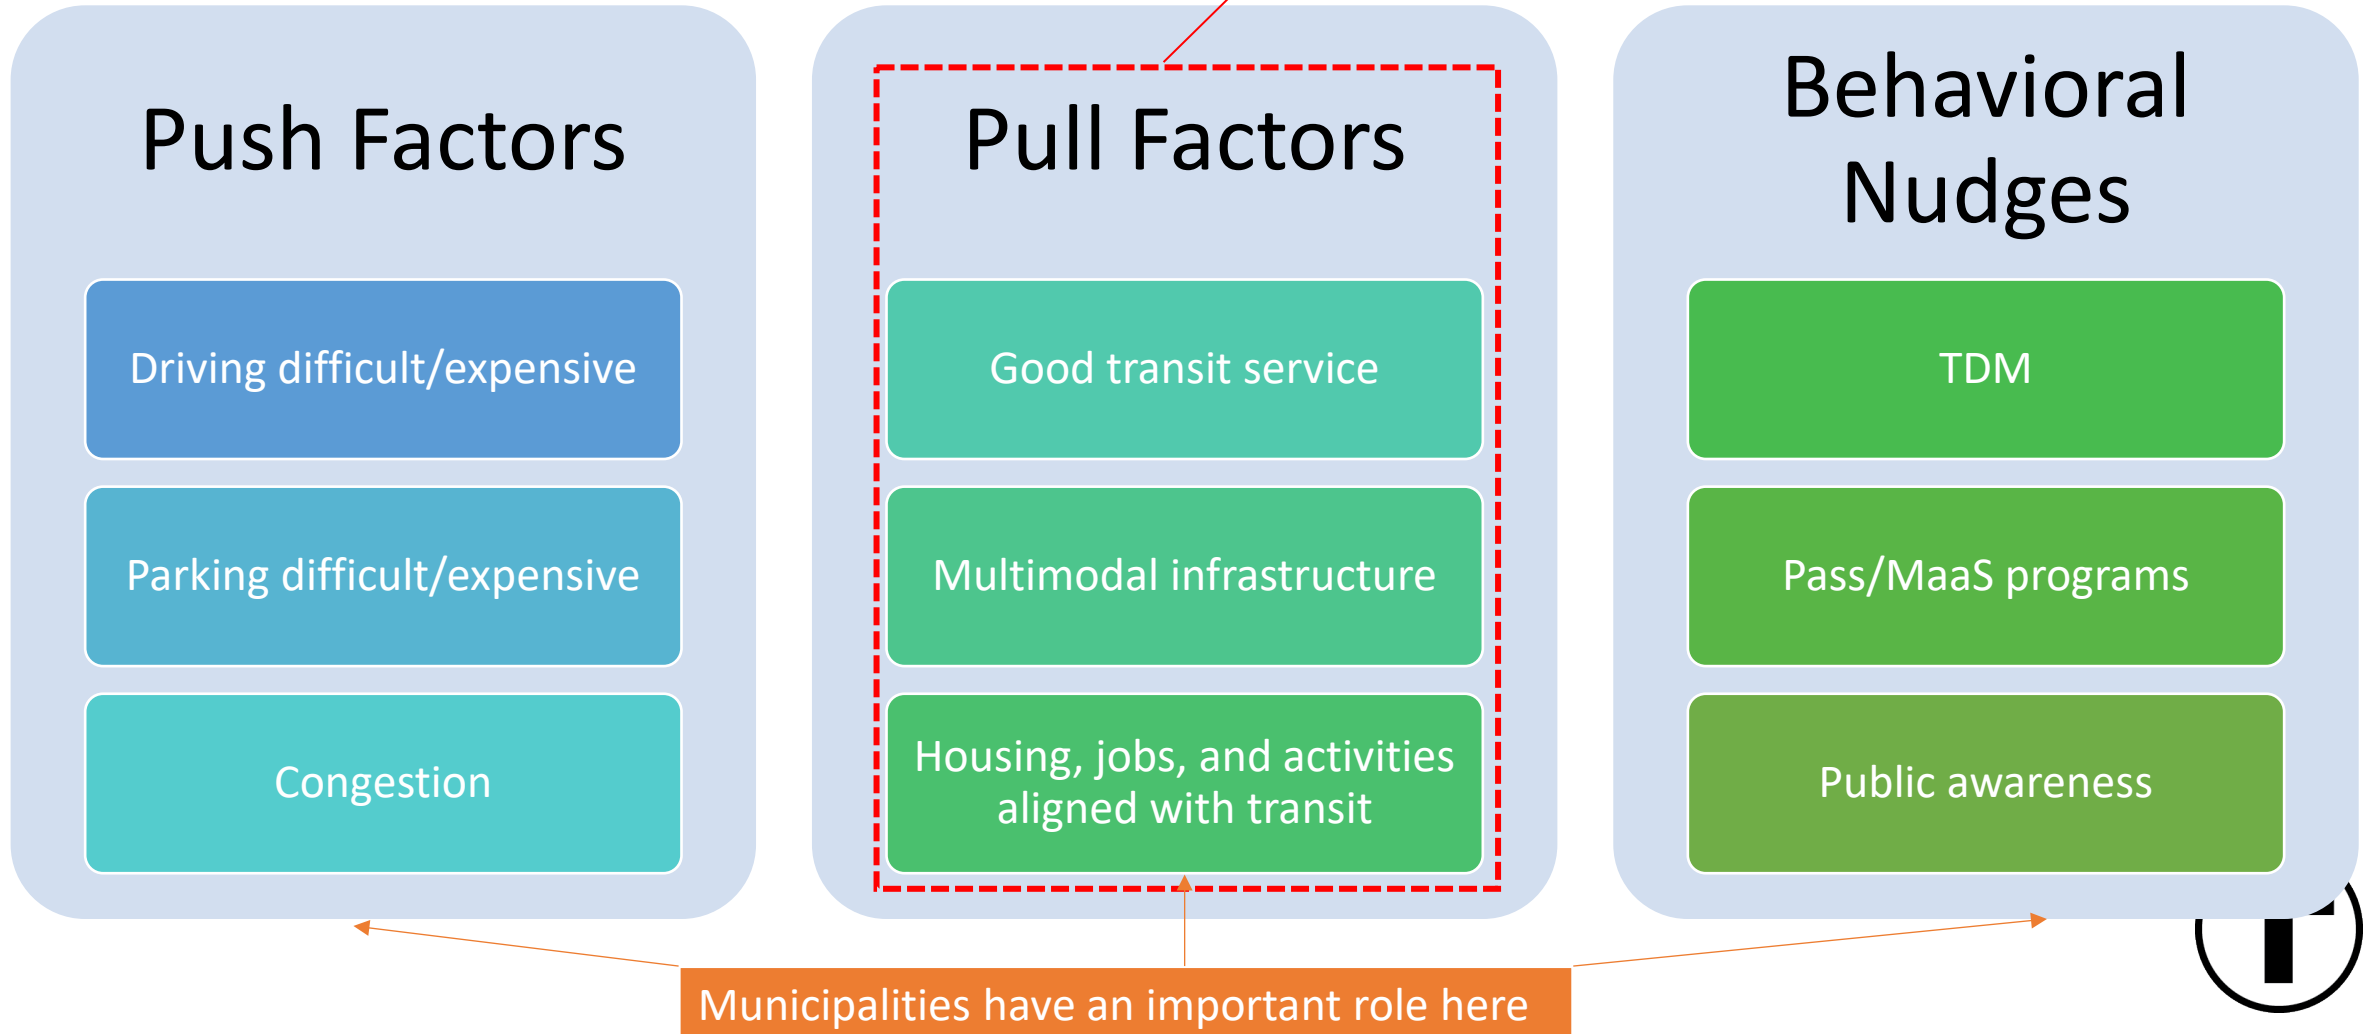 Push Factors
Driving difficult/expensive
Parking difficult/expensive
Congestion
Pull Factors
Good transit service
Multimodal infrastructure
Housing, jobs, and activities
aligned with transit
Behavioral
Nudges
TDM
Pass/MaaS programs
Public awareness
Municipalities have an important role here